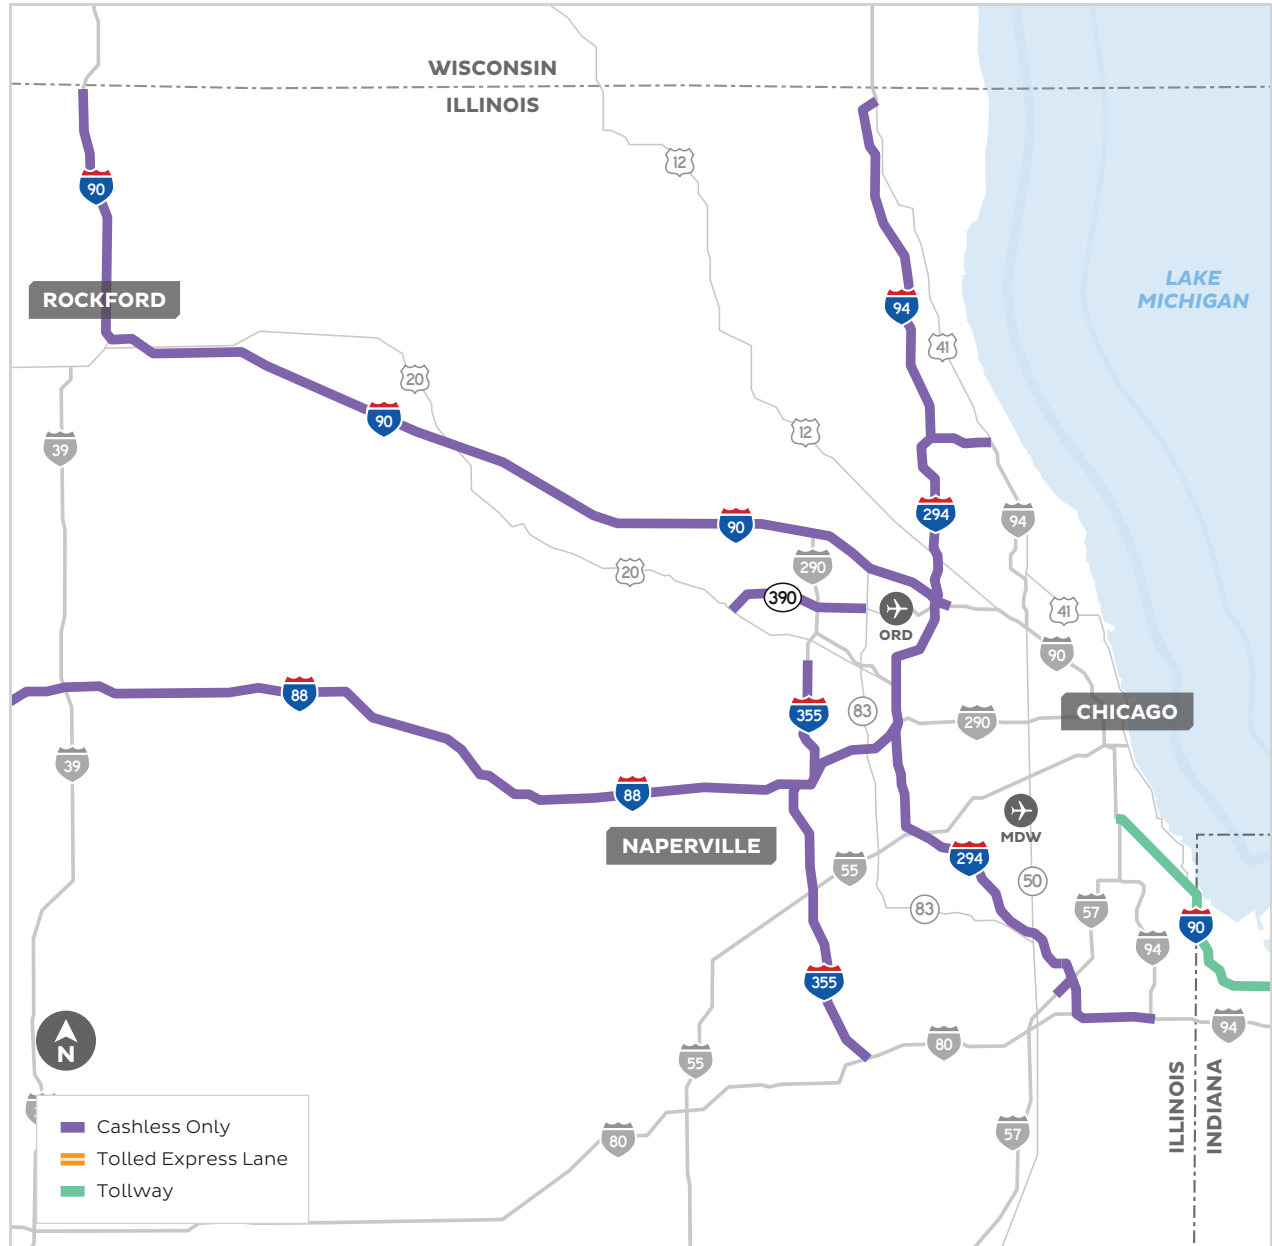 WISCONSIN
ILLINOIS
12
90
LAKE
MICHIGAN
ROCKFORD
94
41
20
90
12
39
294
94
90
290
20
390
ORD
41
90
88
355
83
CHICAGO
290
39
88
MDW
NAPERVILLE
294
55
50
83
57
90
94
355
N
94
80
55
ILLINOIS
INDIANA
57
80
Cashless Only
Tolled Express Lane
Tollway